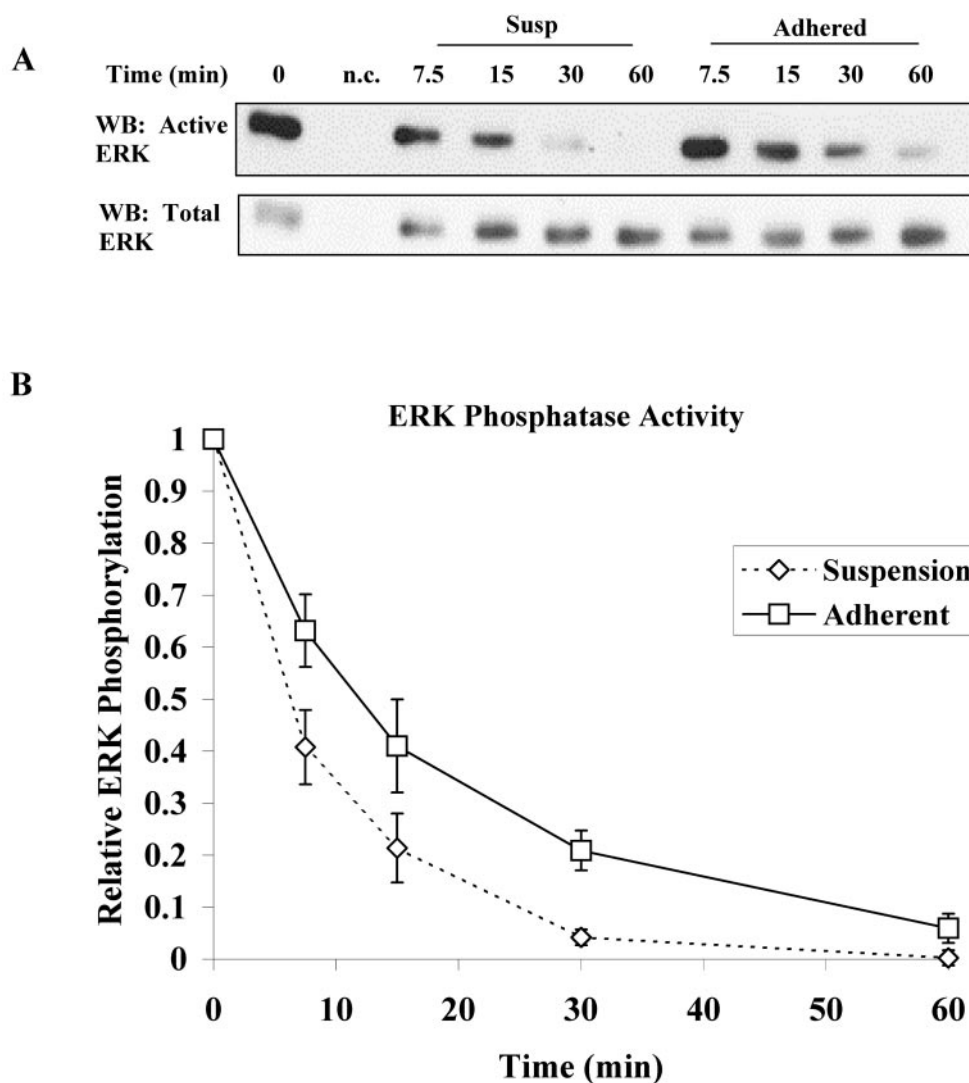 A
Susp Adhered
Time (min) 0 n.c. 7.5 15 30 60 7.5 15 30 60
WB: Active
ERK
WB: Total
ERK
B
ERK Phosphatase Activity
Relative ERK Phosphorylation
1
0.9
0.8
0.7
0.6
0.5
0.4
0.3
0.2
0.1
0
Suspension
Adherent
0 10 20 30 40 50 60
Time (min)